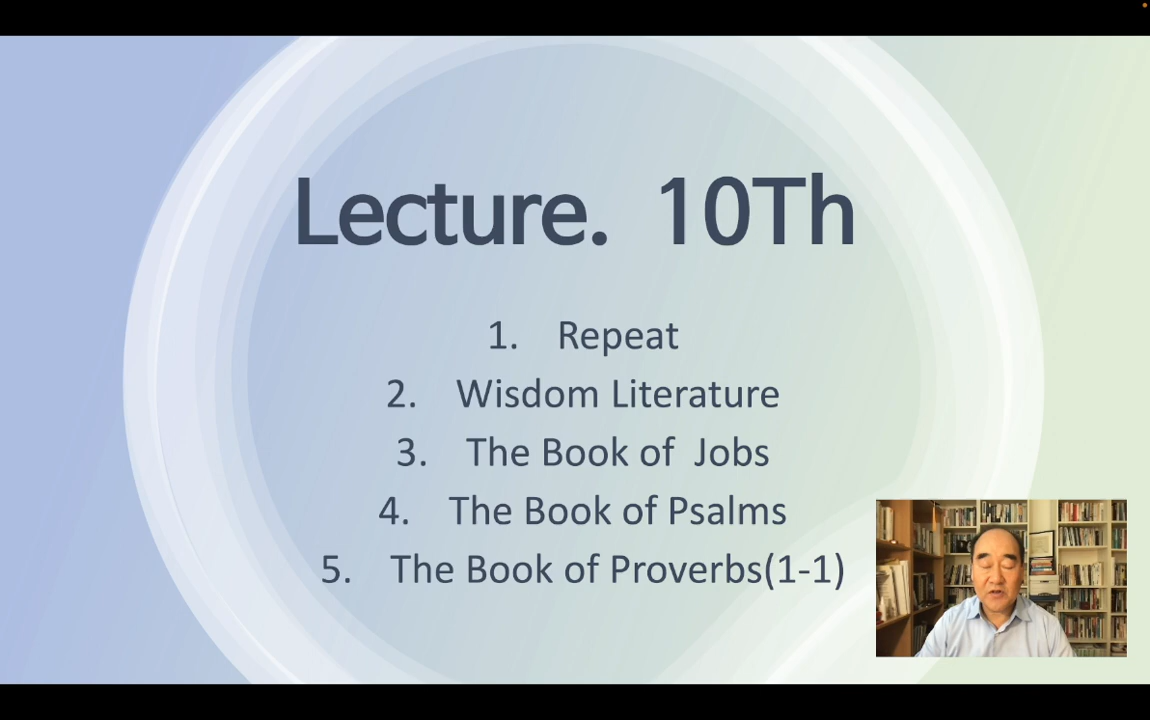 Lecture. 10Th
1. Repeat
2. Wisdom Literature
3. The Book of Jobs
4. The Book of Psalms
5. The Book of Proverbs(1-1)